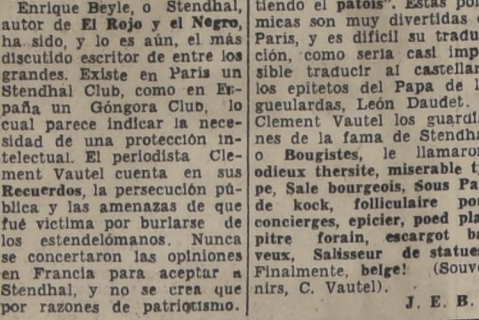 Enrique Beyle, o Stendhal,
autor de El Rojo y el Negro,
ha sido, y lo es aún, el más
discutido escritor de entre los
grandes. Existe en París un
Stendhal Club, como en Es-
paña un Góngora Club, lo
cual parece indicar la nece-
sidad de una protección in-
telectual. El periodista Cle-
ment Vautel cuenta en sus
Recuerdos, la persecución pú-
blica y las amenazas de que
fué víctima por burlarse de
los estendelómanos. Nunca
se concertaron las opiniones
en Francia para aceptar a
Stendhal, y no se crea que
por razones de patriotismo.
tiendo el patois". Estas
micas son muy divertidas
París, y es difícil su tradu
ción, como sería casi imp
sible traducir al castellan
los epítetos del Papa de l
gueulardas, León Daudet.
Clement Vautel los guardia
nes de la fama de Stendha
o Bougistes, le llamaron
odieux thersite, miserable t
pe, Sale bourgeois, Sous Pa
de kock, folliculaire pou
concierges, epicier, poed pla
pitre forain, escargot ba
veux, Salisseur de statues
Finalmente, belge! (Souve
nirs, C. Vautel).
J. E. B.